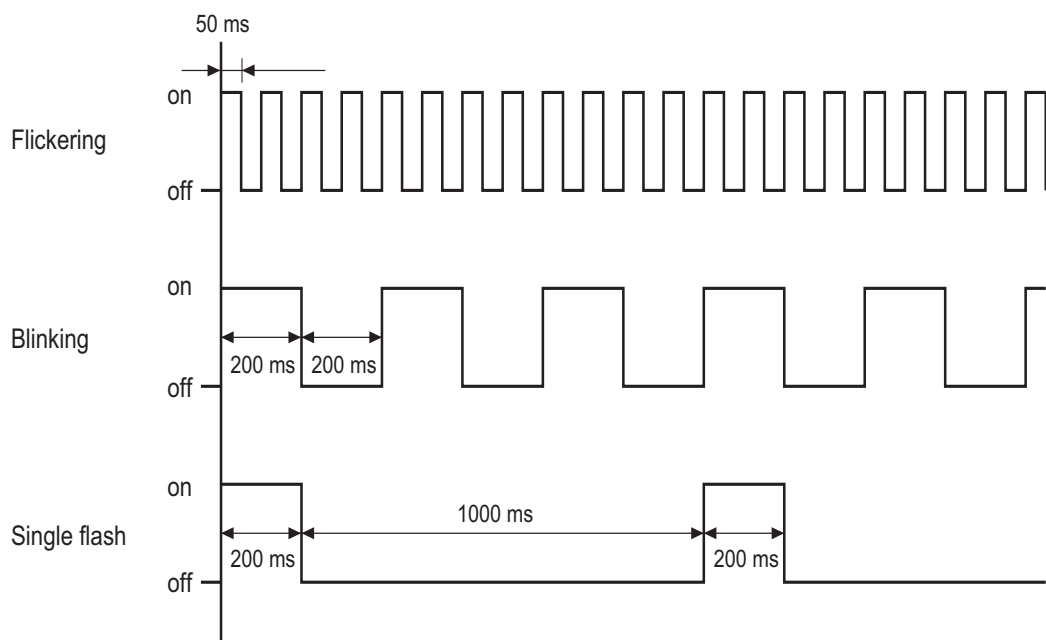 50 ms
on
Flickering
off
on
Blinking
200 ms 200 ms
off
on
1000 ms
Single flash
200 ms 200 ms
off